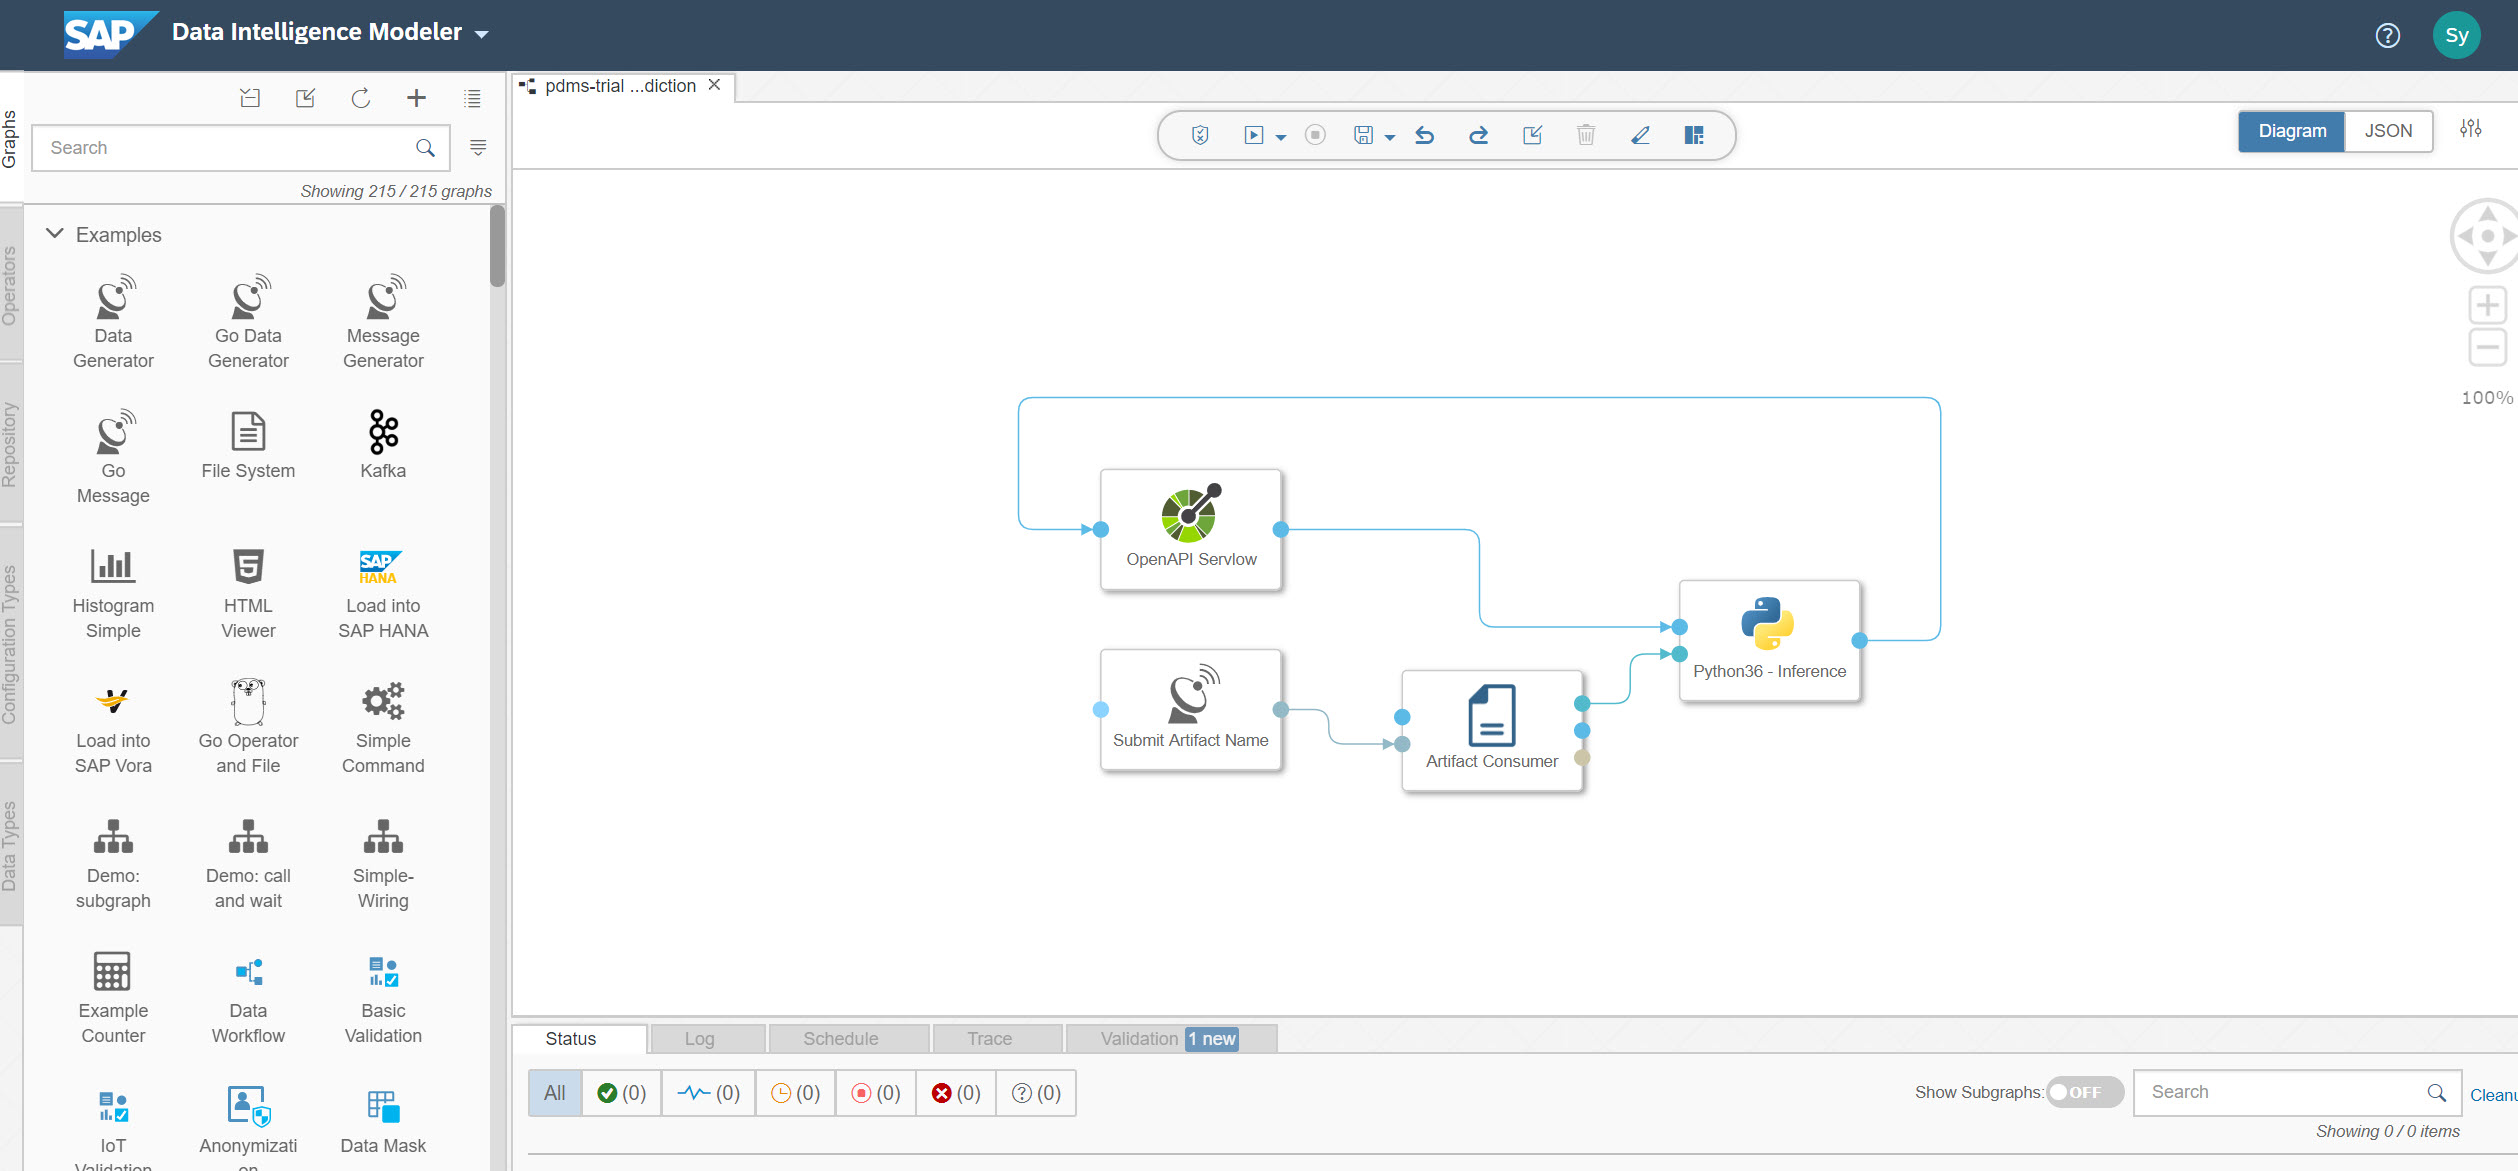 SAP Data Intelligence Modeler
Sy
Graphs
Operators
Repository
Configuration Types
Data Types
Search
Showing 215 / 215 graphs
Examples
Data
Generator
Go Data
Generator
Message
Generator
Go
Message
File System
Kafka
Histogram
Simple
HTML
Viewer
SAP
HANA
Load into
SAP HANA
Load into
SAP Vora
Go Operator
and File
Simple
Command
Demo:
subgraph
Demo: call
and wait
Simple-
Wiring
Example
Counter
Data
Workflow
Basic
Validation
IoT
Validation
Anonymizati
on
Data Mask
pdms-trial ...diction
Diagram JSON
100%
OpenAPI Servlow
Submit Artifact Name
Artifact Consumer
Python36 - Inference
Status Log Schedule Trace Validation 1 new
All (0) (0) (0) (0) (0) (0)
Show Subgraphs: OFF Search
Showing 0 / 0 items